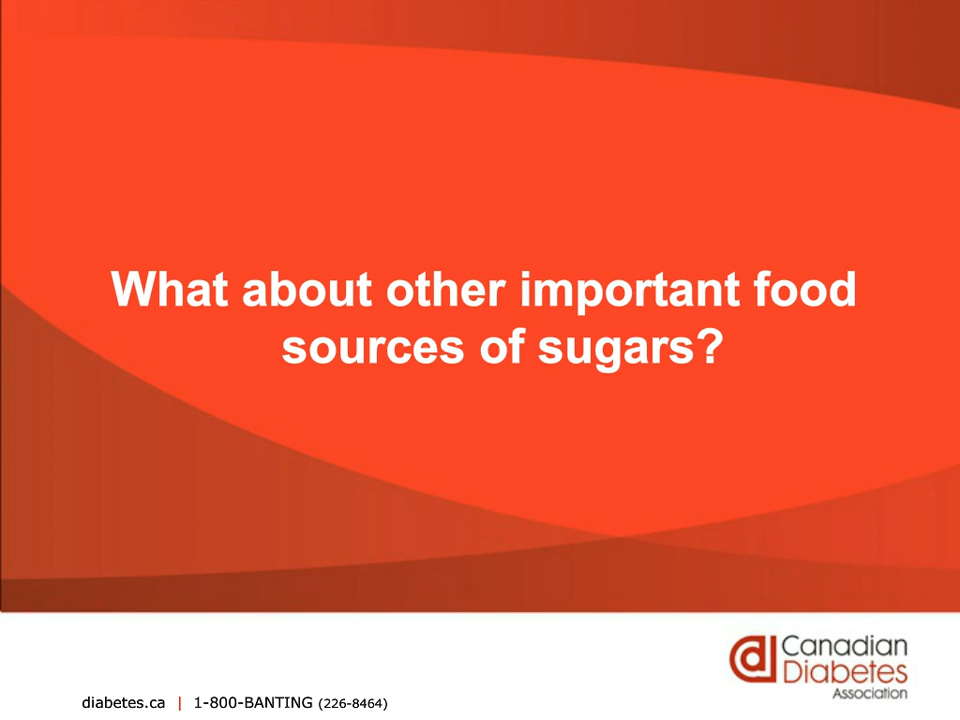 What about other important food
sources of sugars?
Canadian
Diabetes
Association
diabetes.ca | 1-800-BANTING (226-8464)